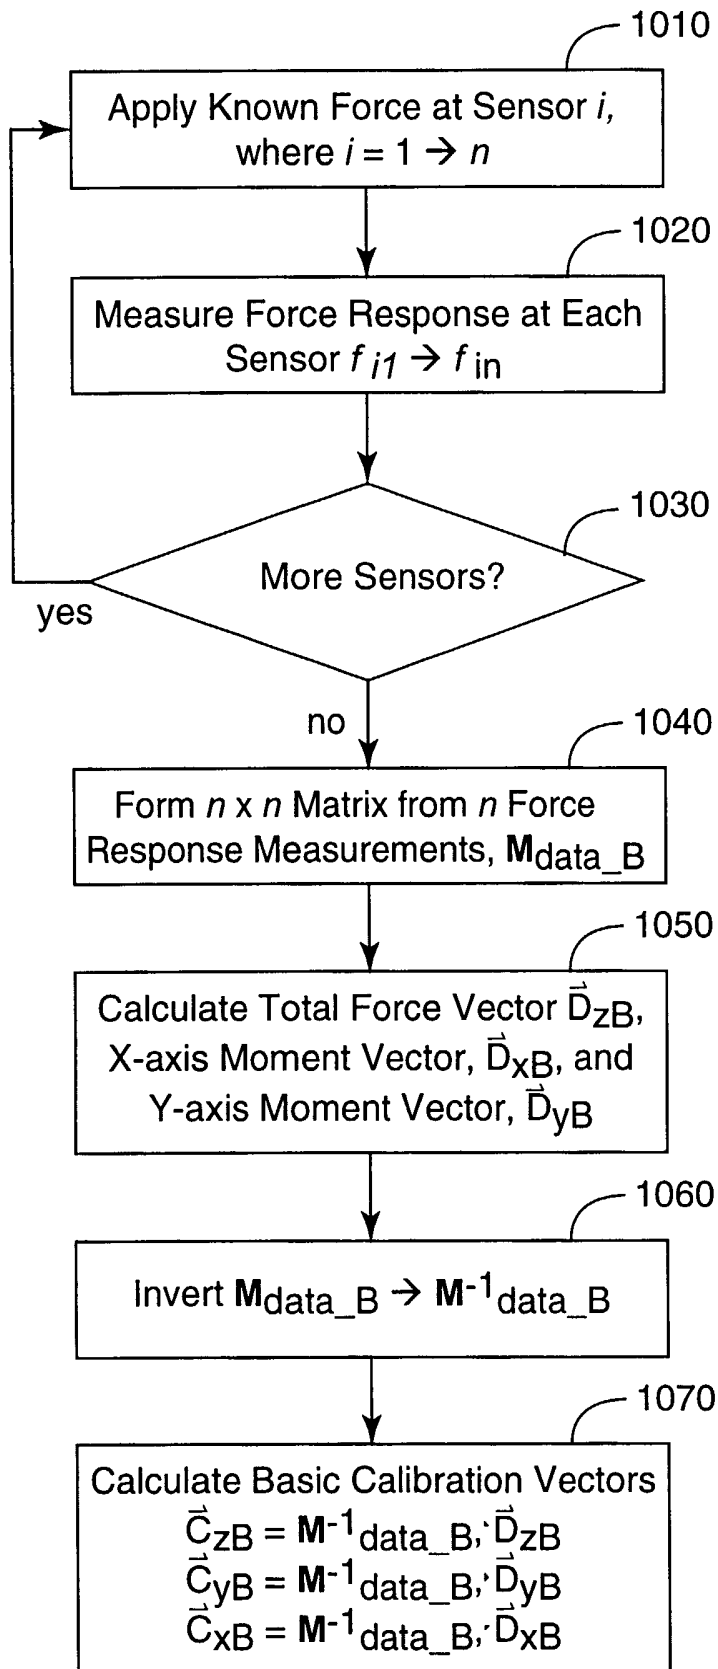 1010
Apply Known Force at Sensor i,
where i = 1 → n
1020
Measure Force Response at Each
Sensor f i1 → f in
1030
More Sensors?
yes
no
1040
Form n x n Matrix from n Force
Response Measurements, Mdata_B
1050
Calculate Total Force Vector D⃗zB,
X-axis Moment Vector, D⃗xB, and
Y-axis Moment Vector, D⃗yB
1060
Invert Mdata_B → M-1data_B
1070
Calculate Basic Calibration Vectors
C⃗zB = M-1data_B,· D⃗zB
C⃗yB = M-1data_B,· D⃗yB
C⃗xB = M-1data_B,· D⃗xB